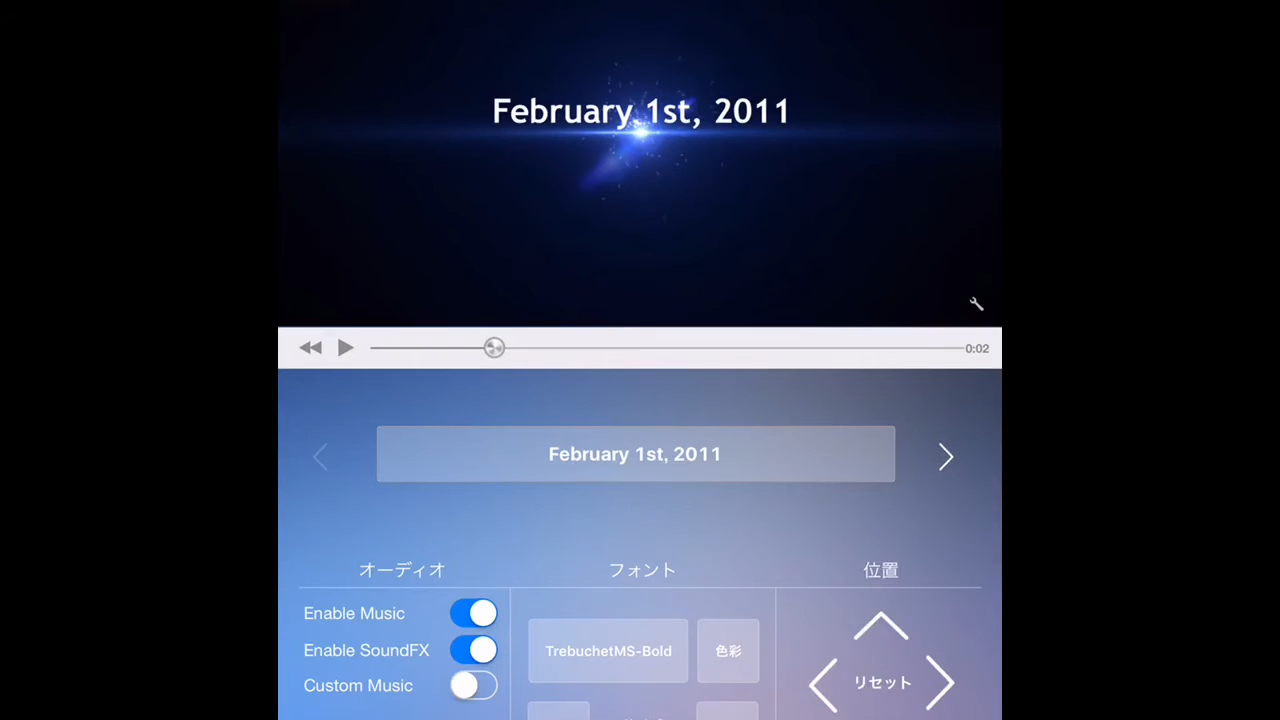 February 1st, 2011
0:02
February 1st, 2011
オーディオ
フォント
位置
Enable Music
Enable SoundFX
Custom Music
TrebuchetMS-Bold
色彩
リセット